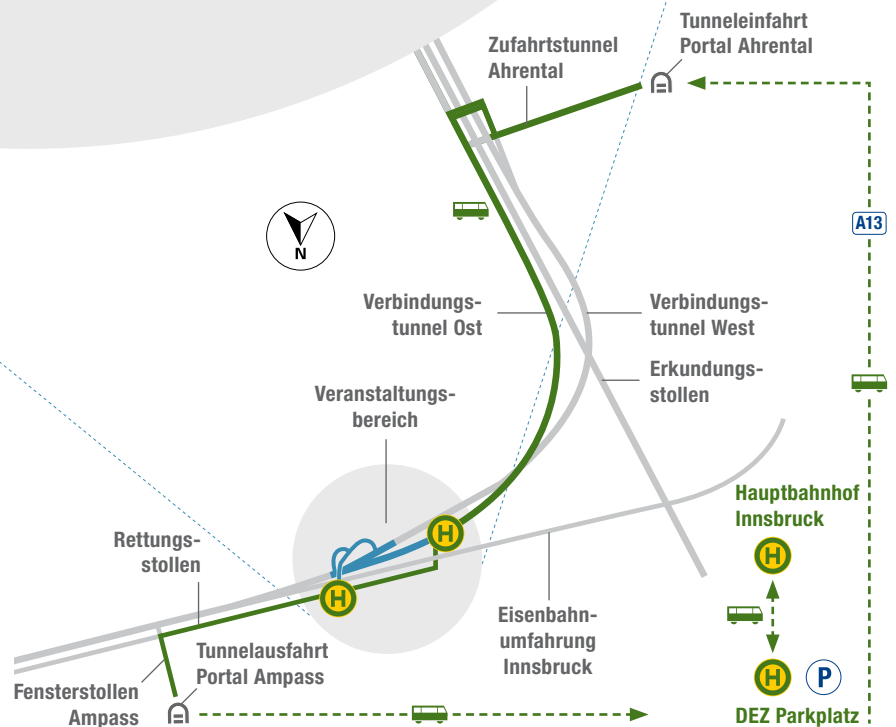 Tunneleinfahrt
Portal Ahrental
Zufahrtstunnel
Ahrental
A13
N
Verbindungs-
tunnel Ost
Verbindungs-
tunnel West
Erkundungs-
stollen
Veranstaltungs-
bereich
Hauptbahnhof
Innsbruck
H
H
Rettungs-
stollen
H
Eisenbahn-
umfahrung
Innsbruck
Tunnelausfahrt
Portal Ampass
H
P
Fensterstollen
Ampass
DEZ Parkplatz